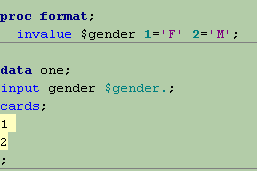 proc format;
invalue $gender 1='F' 2='M';
data one;
input gender $gender.;
cards;
1
2
;